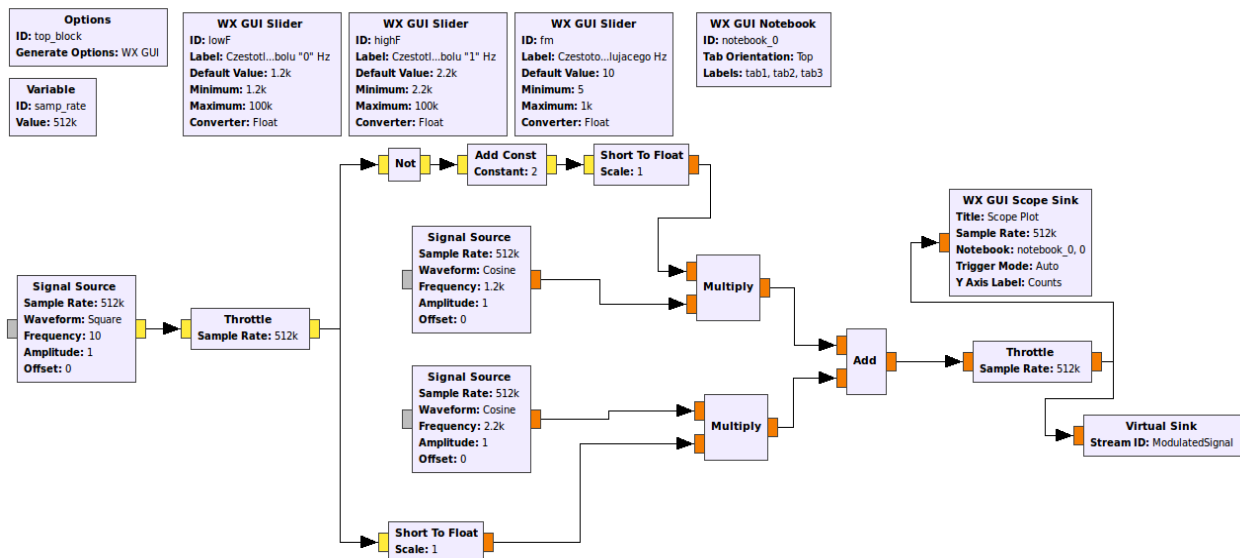 Options
ID: top_block
Generate Options: WX GUI
Variable
ID: samp_rate
Value: 512k
WX GUI Slider
ID: lowF
Label: Czestotl...bolu "0" Hz
Default Value: 1.2k
Minimum: 1.2k
Maximum: 100k
Converter: Float
WX GUI Slider
ID: highF
Label: Czestotl...bolu "1" Hz
Default Value: 2.2k
Minimum: 2.2k
Maximum: 100k
Converter: Float
WX GUI Slider
ID: fm
Label: Czestoto...lujacego Hz
Default Value: 10
Minimum: 5
Maximum: 1k
Converter: Float
WX GUI Notebook
ID: notebook_0
Tab Orientation: Top
Labels: tab1, tab2, tab3
Not
Add Const
Constant: 2
Short To Float
Scale: 1
Signal Source
Sample Rate: 512k
Waveform: Square
Frequency: 10
Amplitude: 1
Offset: 0
Throttle
Sample Rate: 512k
Signal Source
Sample Rate: 512k
Waveform: Cosine
Frequency: 1.2k
Amplitude: 1
Offset: 0
Multiply
Signal Source
Sample Rate: 512k
Waveform: Cosine
Frequency: 2.2k
Amplitude: 1
Offset: 0
Multiply
Short To Float
Scale: 1
Add
Throttle
Sample Rate: 512k
WX GUI Scope Sink
Title: Scope Plot
Sample Rate: 512k
Notebook: notebook_0, 0
Trigger Mode: Auto
Y Axis Label: Counts
Virtual Sink
Stream ID: ModulatedSignal